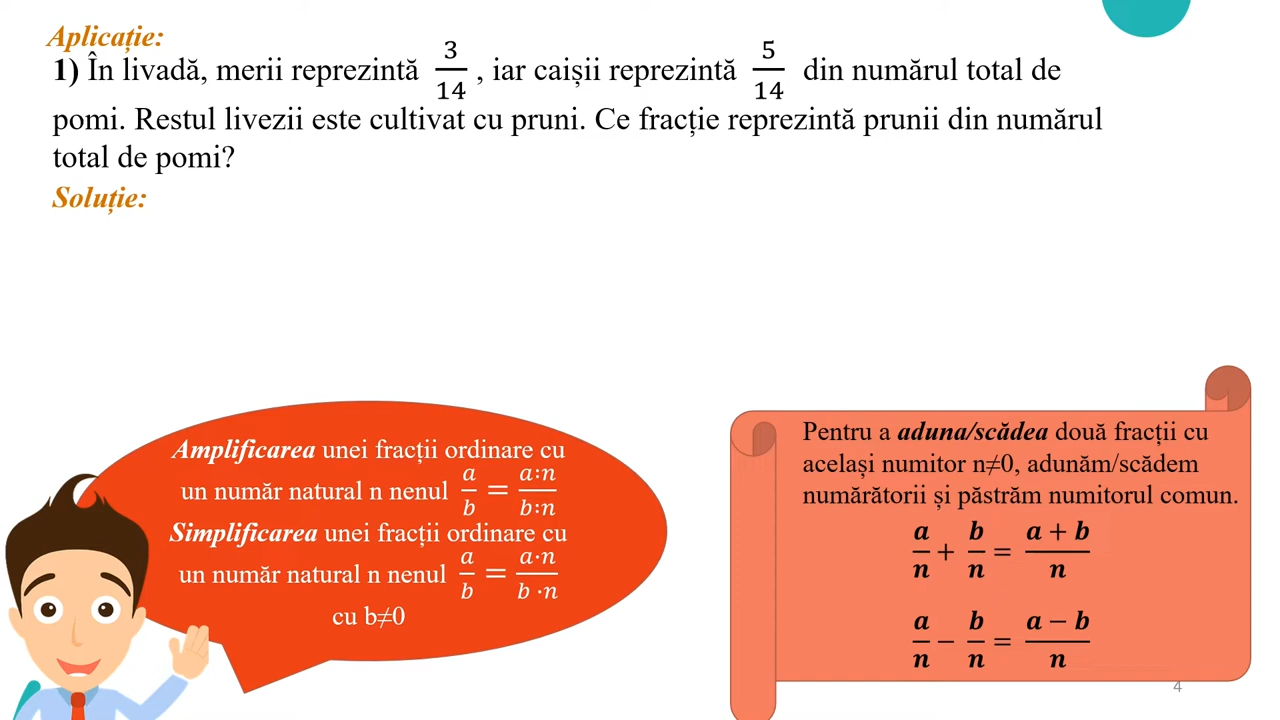 Aplicație:
1) În livadă, merii reprezintă 3/14 , iar caișii reprezintă 5/14 din numărul total de
pomi. Restul livezii este cultivat cu pruni. Ce fracție reprezintă prunii din numărul
total de pomi?
Soluție:
Amplificarea unei fracții ordinare cu
un număr natural n nenul a/b = a:n/b:n
Simplificarea unei fracții ordinare cu
un număr natural n nenul a/b = a·n/b ·n
cu b≠0
Pentru a aduna/scădea două fracții cu
același numitor n≠0, adunăm/scădem
numărătorii și păstrăm numitorul comun.
a/n + b/n = a + b/n
a/n − b/n = a − b/n
4